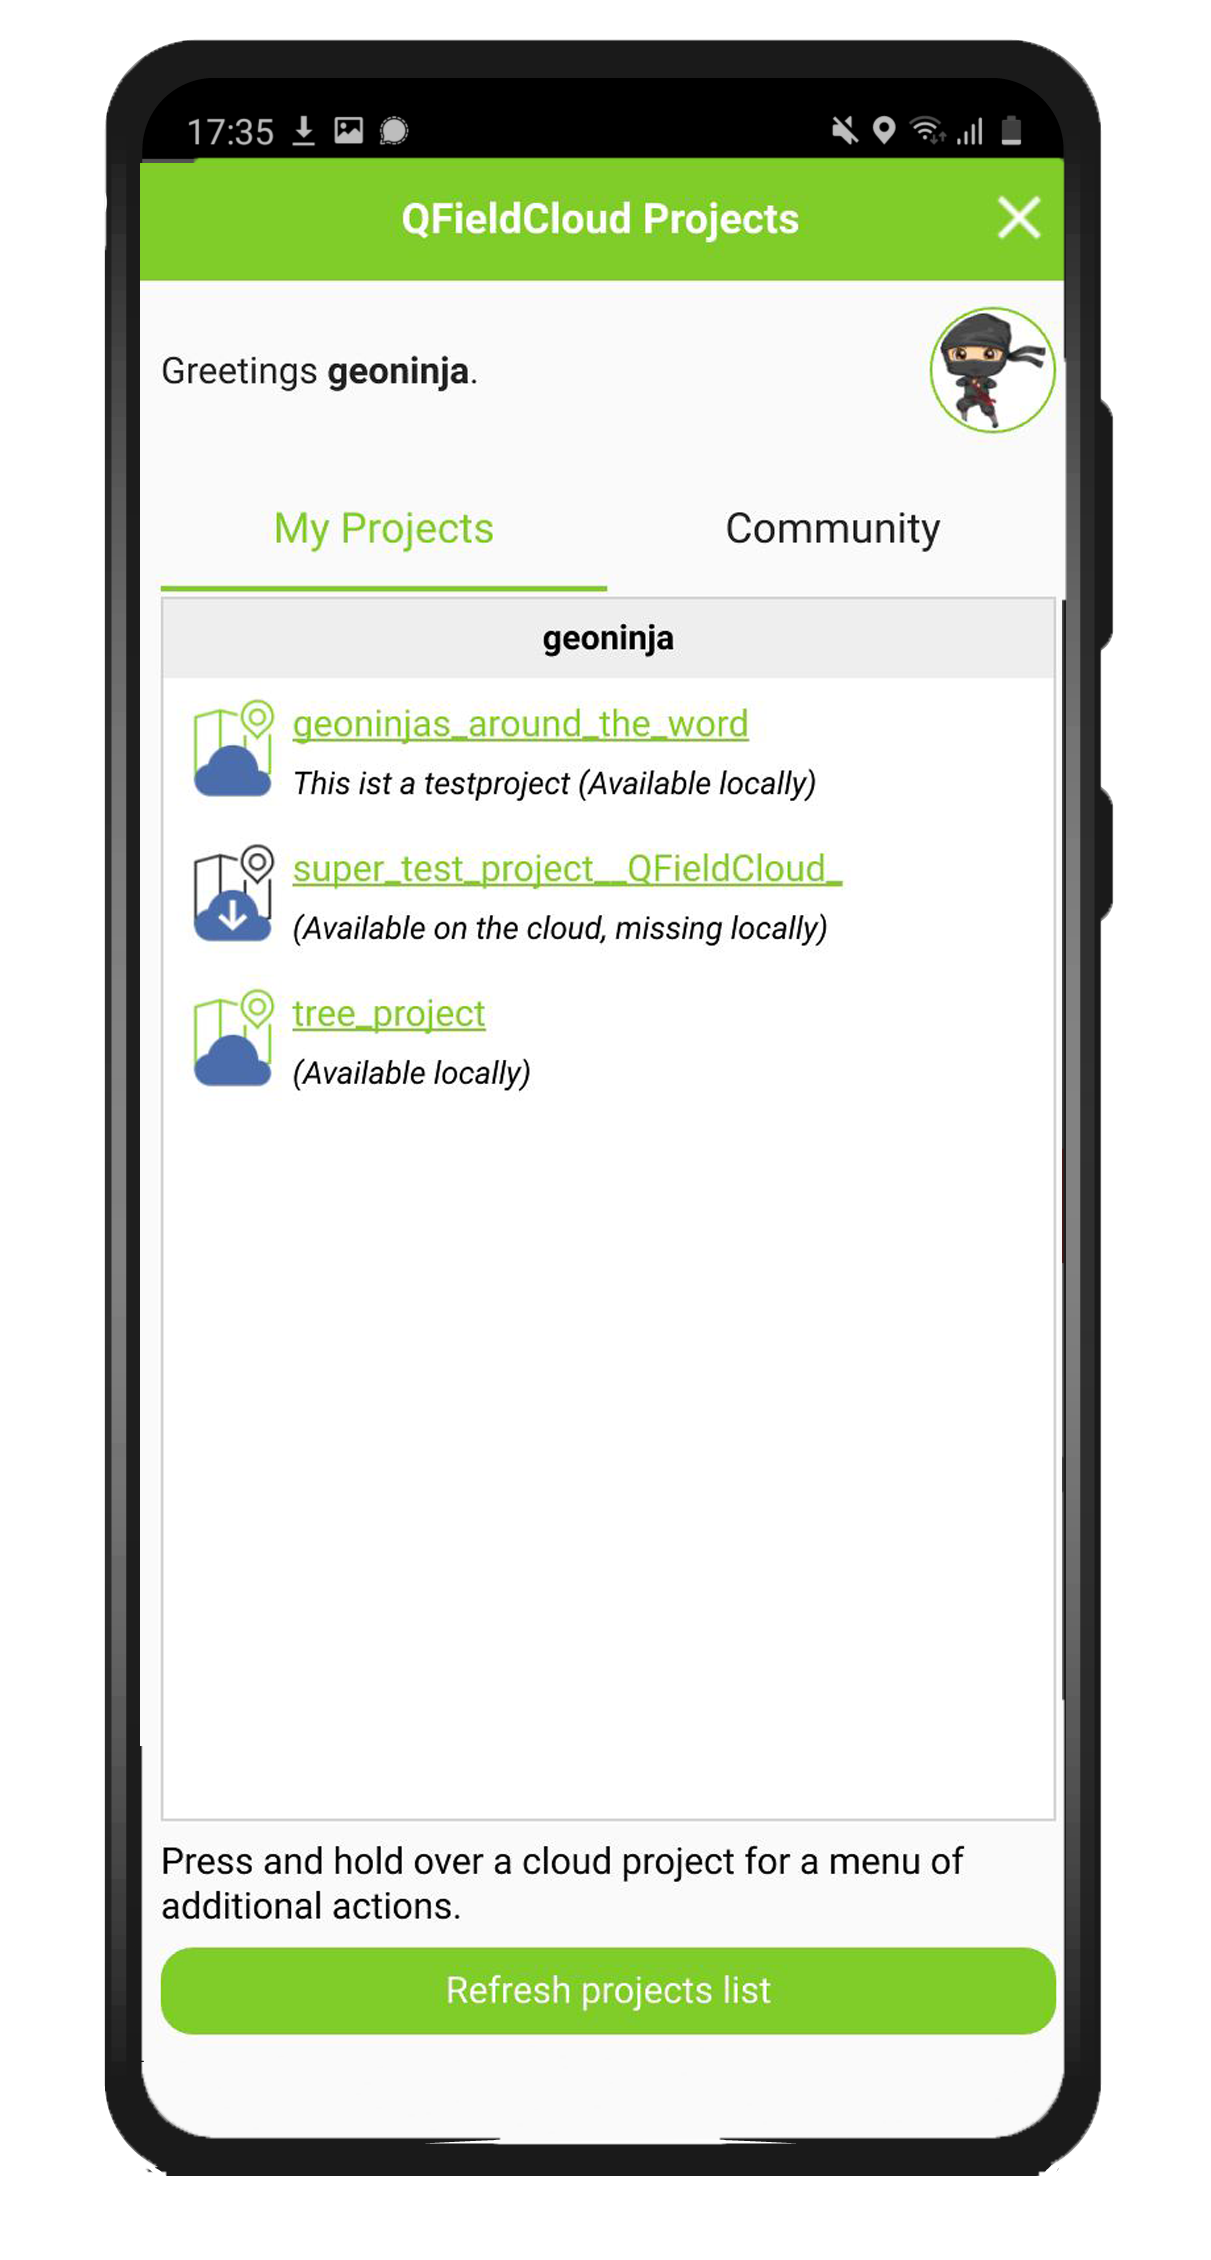 17:35
QFieldCloud Projects
Greetings geoninja.
My Projects
Community
geoninja
geoninjas_around_the_word
This ist a testproject (Available locally)
super_test_project__QFieldCloud_
(Available on the cloud, missing locally)
tree_project
(Available locally)
Press and hold over a cloud project for a menu of
additional actions.
Refresh projects list